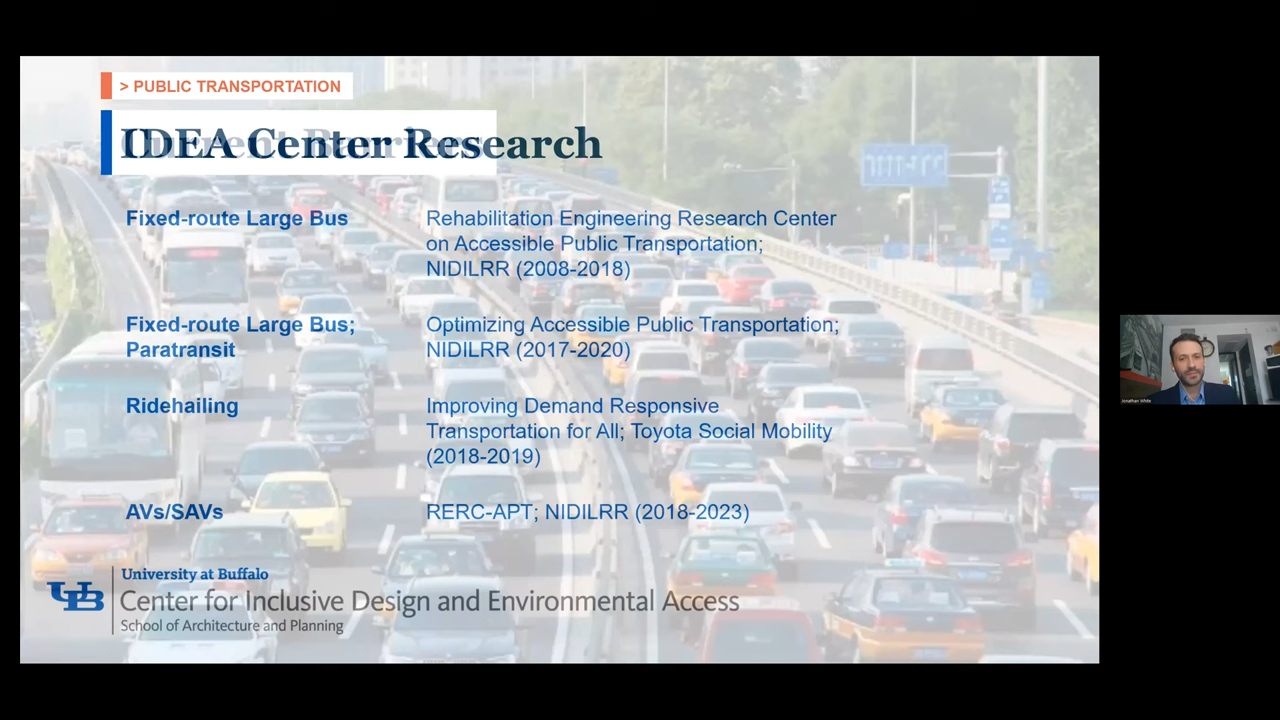 > PUBLIC TRANSPORTATION
IDEA Center Research
Fixed-route Large Bus
Rehabilitation Engineering Research Center
on Accessible Public Transportation;
NIDILRR (2008-2018)
Fixed-route Large Bus;
Paratransit
Optimizing Accessible Public Transportation;
NIDILRR (2017-2020)
Ridehailing
Improving Demand Responsive
Transportation for All; Toyota Social Mobility
(2018-2019)
AVs/SAVs
RERC-APT; NIDILRR (2018-2023)
UB
University at Buffalo
Center for Inclusive Design and Environmental Access
School of Architecture and Planning
Jonathan White